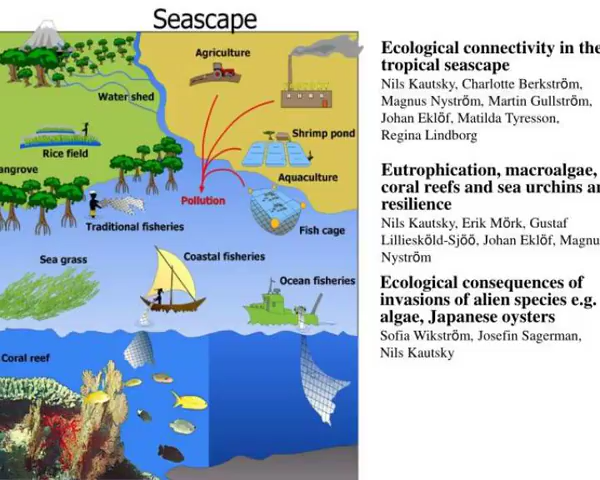 Seascape
Agriculture
Water shed
Shrimp pond
Rice field
Aquaculture
angrove
Pollution
Traditional fisheries
Fish cage
Sea grass
Coastal fisheries
Ocean fisheries
Coral reef
Ecological connectivity in the
tropical seascape
Nils Kautsky, Charlotte Berkström,
Magnus Nyström, Martin Gullström,
Johan Eklöf, Matilda Tyresson,
Regina Lindborg
Eutrophication, macroalgae,
coral reefs and sea urchins an
resilience
Nils Kautsky, Erik Mörk, Gustaf
Lilliesköld-Sjöö, Johan Eklöf, Magnu
Nyström
Ecological consequences of
invasions of alien species e.g.
algae, Japanese oysters
Sofia Wikström, Josefin Sagerman,
Nils Kautsky